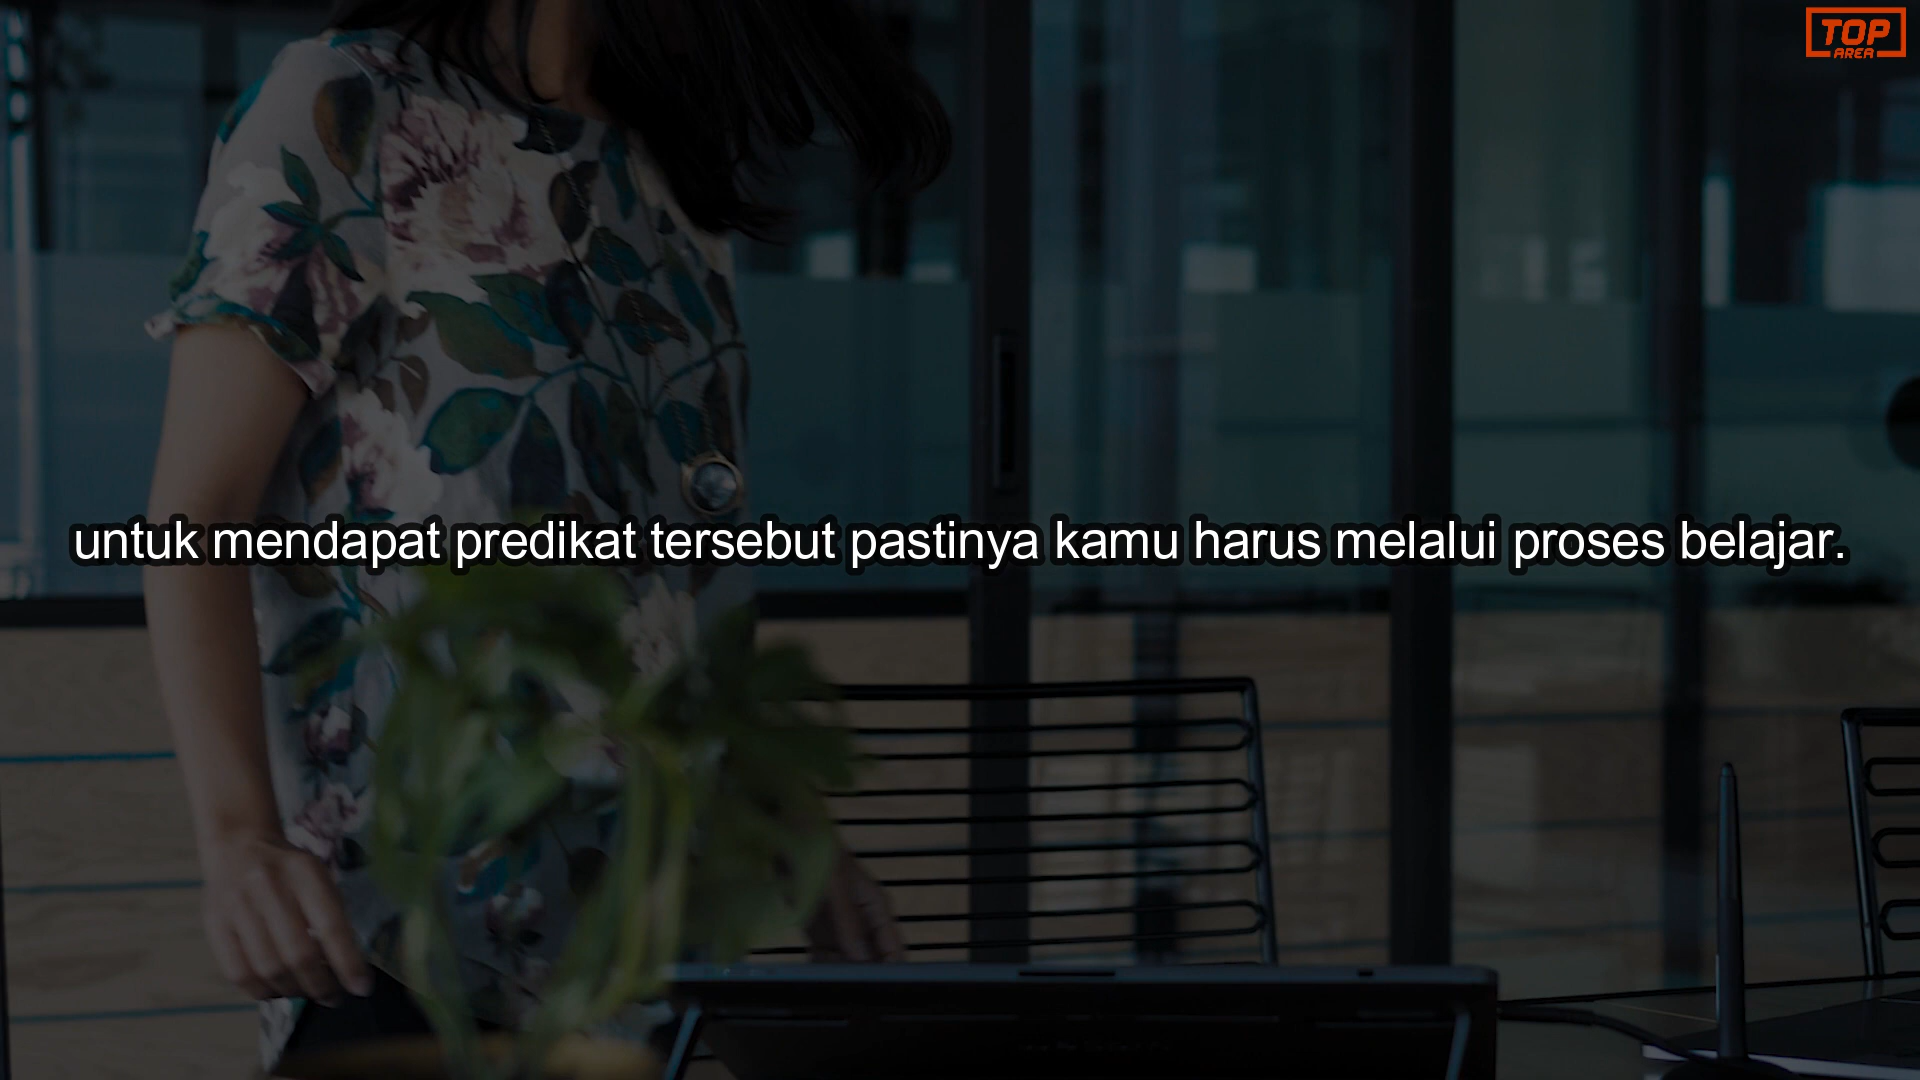 TOP
AREA
untuk mendapat predikat tersebut pastinya kamu harus melalui proses belajar.